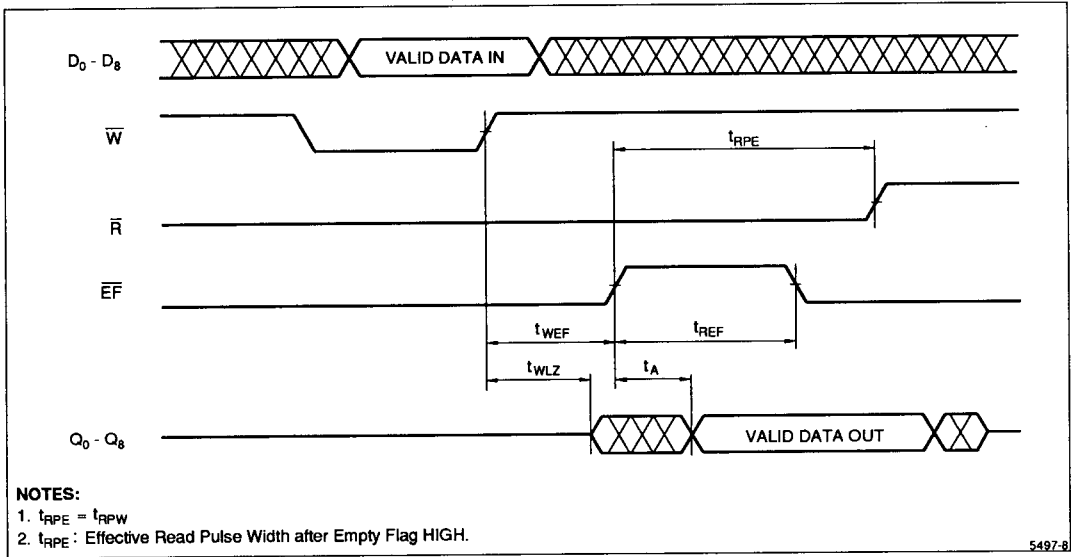 D0 - D8
VALID DATA IN
W̅
tRPE
R̅
E̅F̅
tWEF
tREF
tWLZ
tA
Q0 - Q8
VALID DATA OUT
NOTES:
1. tRPE = tRPW
2. tRPE : Effective Read Pulse Width after Empty Flag HIGH.
5497-8